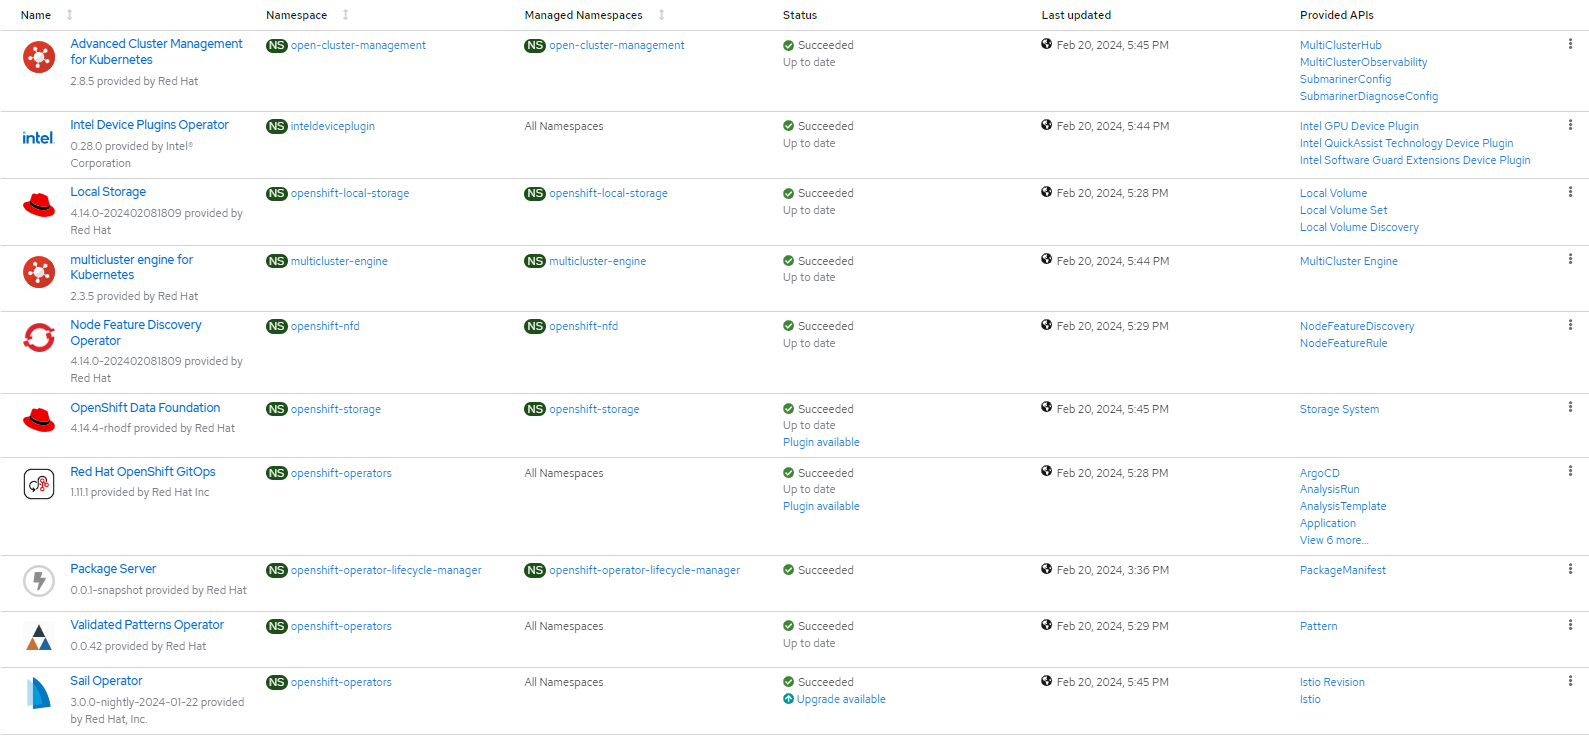 Name Namespace Managed Namespaces Status Last updated Provided APIs
Advanced Cluster Management
for Kubernetes
2.8.5 provided by Red Hat
NS open-cluster-management
NS open-cluster-management
Succeeded
Up to date
Feb 20, 2024, 5:45 PM
MultiClusterHub
MultiClusterObservability
SubmarinerConfig
SubmarinerDiagnoseConfig
intel.
Intel Device Plugins Operator
0.28.0 provided by Intel®
Corporation
NS inteldeviceplugin
All Namespaces
Succeeded
Up to date
Feb 20, 2024, 5:44 PM
Intel GPU Device Plugin
Intel QuickAssist Technology Device Plugin
Intel Software Guard Extensions Device Plugin
Local Storage
4.14.0-202402081809 provided by
Red Hat
NS openshift-local-storage
NS openshift-local-storage
Succeeded
Up to date
Feb 20, 2024, 5:28 PM
Local Volume
Local Volume Set
Local Volume Discovery
multicluster engine for
Kubernetes
2.3.5 provided by Red Hat
NS multicluster-engine
NS multicluster-engine
Succeeded
Up to date
Feb 20, 2024, 5:44 PM
MultiCluster Engine
Node Feature Discovery
Operator
4.14.0-202402081809 provided by
Red Hat
NS openshift-nfd
NS openshift-nfd
Succeeded
Up to date
Feb 20, 2024, 5:29 PM
NodeFeatureDiscovery
NodeFeatureRule
OpenShift Data Foundation
4.14.4-rhodf provided by Red Hat
NS openshift-storage
NS openshift-storage
Succeeded
Up to date
Plugin available
Feb 20, 2024, 5:45 PM
Storage System
Red Hat OpenShift GitOps
1.11.1 provided by Red Hat Inc
NS openshift-operators
All Namespaces
Succeeded
Up to date
Plugin available
Feb 20, 2024, 5:28 PM
ArgoCD
AnalysisRun
AnalysisTemplate
Application
View 6 more...
Package Server
0.0.1-snapshot provided by Red Hat
NS openshift-operator-lifecycle-manager
NS openshift-operator-lifecycle-manager
Succeeded
Feb 20, 2024, 3:36 PM
PackageManifest
Validated Patterns Operator
0.0.42 provided by Red Hat
NS openshift-operators
All Namespaces
Succeeded
Up to date
Feb 20, 2024, 5:29 PM
Pattern
Sail Operator
3.0.0-nightly-2024-01-22 provided
by Red Hat, Inc.
NS openshift-operators
All Namespaces
Succeeded
Upgrade available
Feb 20, 2024, 5:45 PM
Istio Revision
Istio